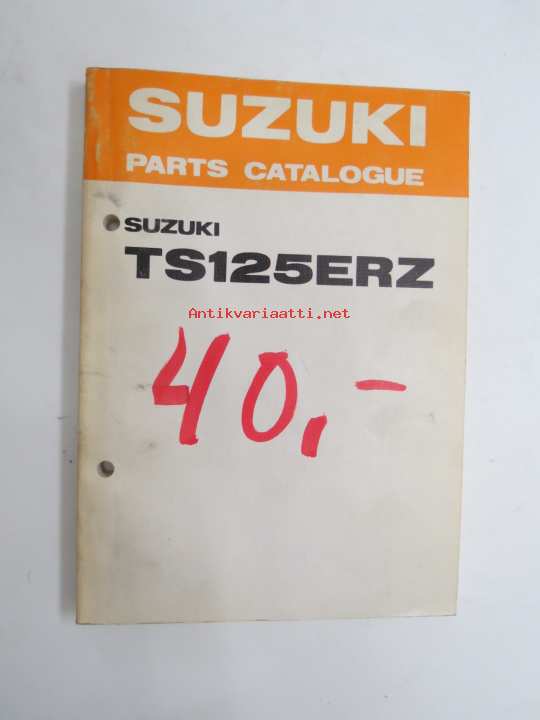 SUZUKI
PARTS CATALOGUE
SUZUKI
TS125ERZ
Antikvariaatti.net
40,-